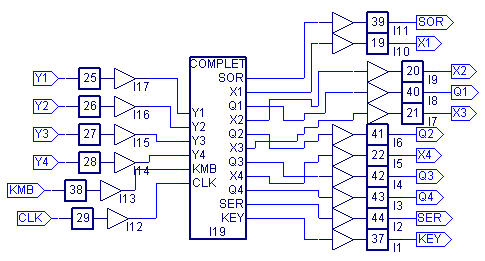 39 SOR
I11
19 X1
I10
COMPLET
SOR
X1
Q1
X2
Q2
X3
Q3
X4
Q4
SER
KEY
Y1
Y2
Y3
Y4
KMB
CLK
I19
Y1 25 I17
Y2 26 I16
Y3 27 I15
Y4 28 I14
KMB 38 I13
CLK 29 I12
20 X2
I9
40 Q1
I8
21 X3
I7
41 Q2
I6
22 X4
I5
42 Q3
I4
43 Q4
I3
44 SER
I2
37 KEY
I1